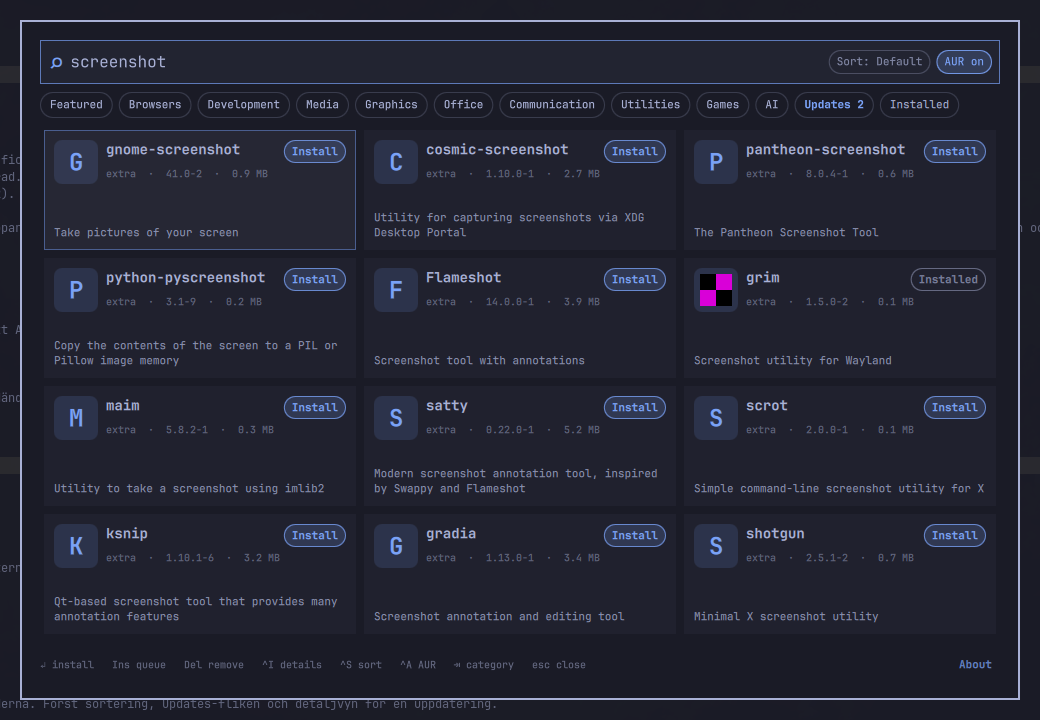 screenshot
Sort: Default
AUR on
Featured
Browsers
Development
Media
Graphics
Office
Communication
Utilities
Games
AI
Updates 2
Installed
G
gnome-screenshot
Install
extra · 41.0-2 · 0.9 MB
Take pictures of your screen
C
cosmic-screenshot
Install
extra · 1.10.0-1 · 2.7 MB
Utility for capturing screenshots via XDG
Desktop Portal
P
pantheon-screenshot
Install
extra · 8.0.4-1 · 0.6 MB
The Pantheon Screenshot Tool
P
python-pyscreenshot
Install
extra · 3.1-9 · 0.2 MB
Copy the contents of the screen to a PIL or
Pillow image memory
F
Flameshot
Install
extra · 14.0.0-1 · 3.9 MB
Screenshot tool with annotations
grim
Installed
extra · 1.5.0-2 · 0.1 MB
Screenshot utility for Wayland
M
maim
Install
extra · 5.8.2-1 · 0.3 MB
Utility to take a screenshot using imlib2
S
satty
Install
extra · 0.22.0-1 · 5.2 MB
Modern screenshot annotation tool, inspired
by Swappy and Flameshot
S
scrot
Install
extra · 2.0.0-1 · 0.1 MB
Simple command-line screenshot utility for X
K
ksnip
Install
extra · 1.10.1-6 · 3.2 MB
Qt-based screenshot tool that provides many
annotation features
G
gradia
Install
extra · 1.13.0-1 · 3.4 MB
Screenshot annotation and editing tool
S
shotgun
Install
extra · 2.5.1-2 · 0.7 MB
Minimal X screenshot utility
install Ins queue Del remove ^I details ^S sort ^A AUR category esc close
About
erna. Först sortering, Updates-fliken och detaljvyn för en uppdatering.